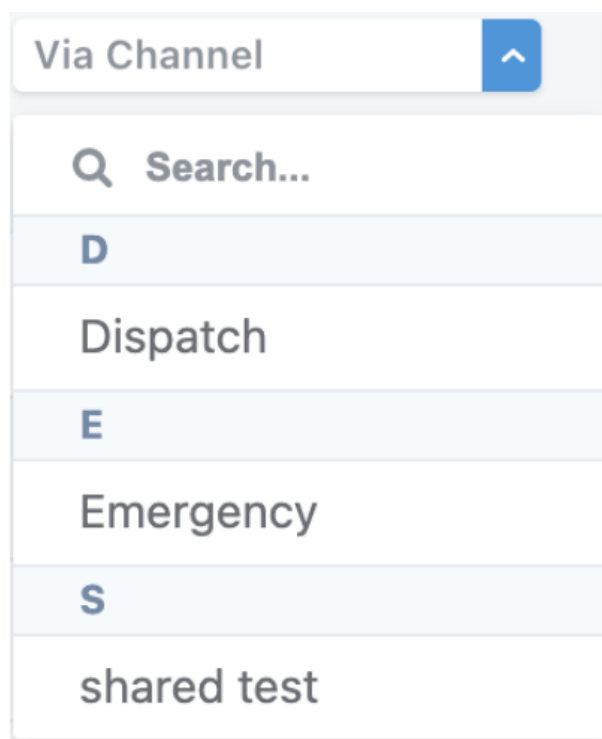 Via Channel
Search...
D
Dispatch
E
Emergency
S
shared test